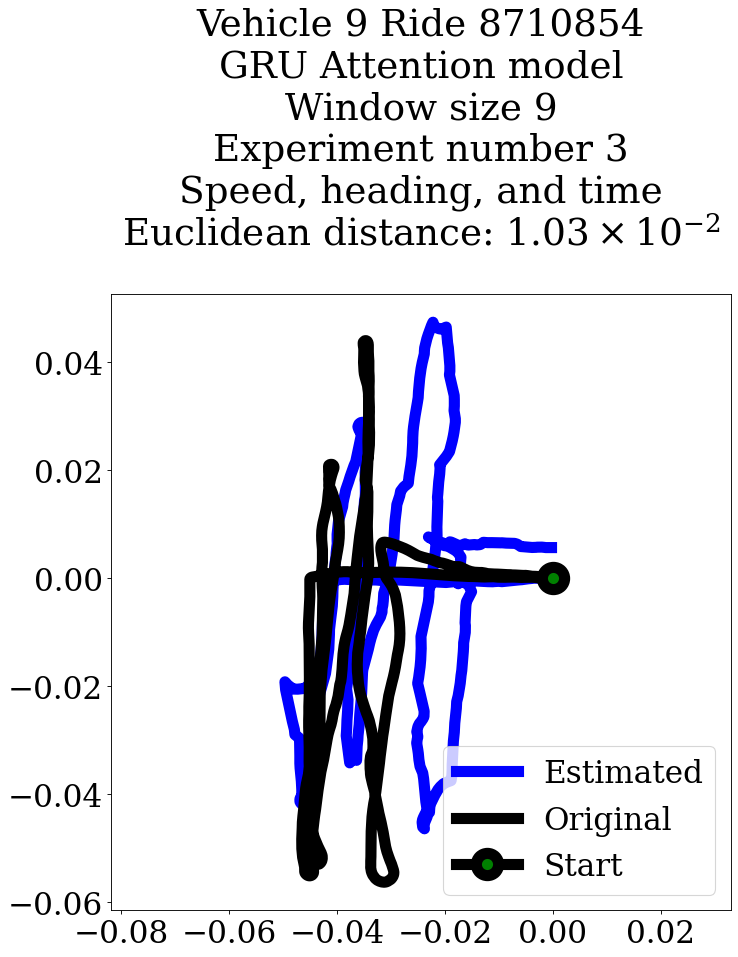 Vehicle 9 Ride 8710854
GRU Attention model
Window size 9
Experiment number 3
Speed, heading, and time
Euclidean distance: 1.03 × 10⁻²
0.04
0.02
0.00
−0.02
−0.04
−0.06
−0.08 −0.06 −0.04 −0.02 0.00 0.02
Estimated
Original
Start